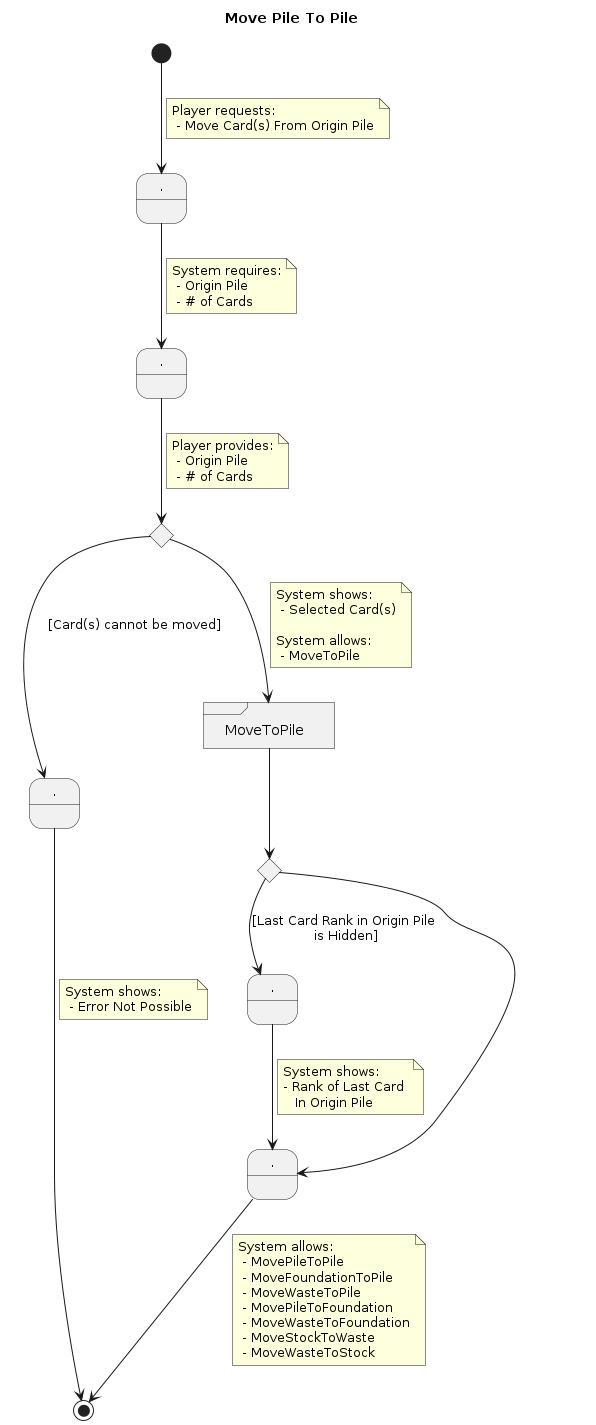 Move Pile To Pile
Player requests:
- Move Card(s) From Origin Pile
.
System requires:
- Origin Pile
- # of Cards
.
Player provides:
- Origin Pile
- # of Cards
[Card(s) cannot be moved]
System shows:
- Selected Card(s)
System allows:
- MoveToPile
MoveToPile
.
[Last Card Rank in Origin Pile
is Hidden]
.
System shows:
- Error Not Possible
System shows:
- Rank of Last Card
In Origin Pile
.
System allows:
- MovePileToPile
- MoveFoundationToPile
- MoveWasteToPile
- MovePileToFoundation
- MoveWasteToFoundation
- MoveStockToWaste
- MoveWasteToStock